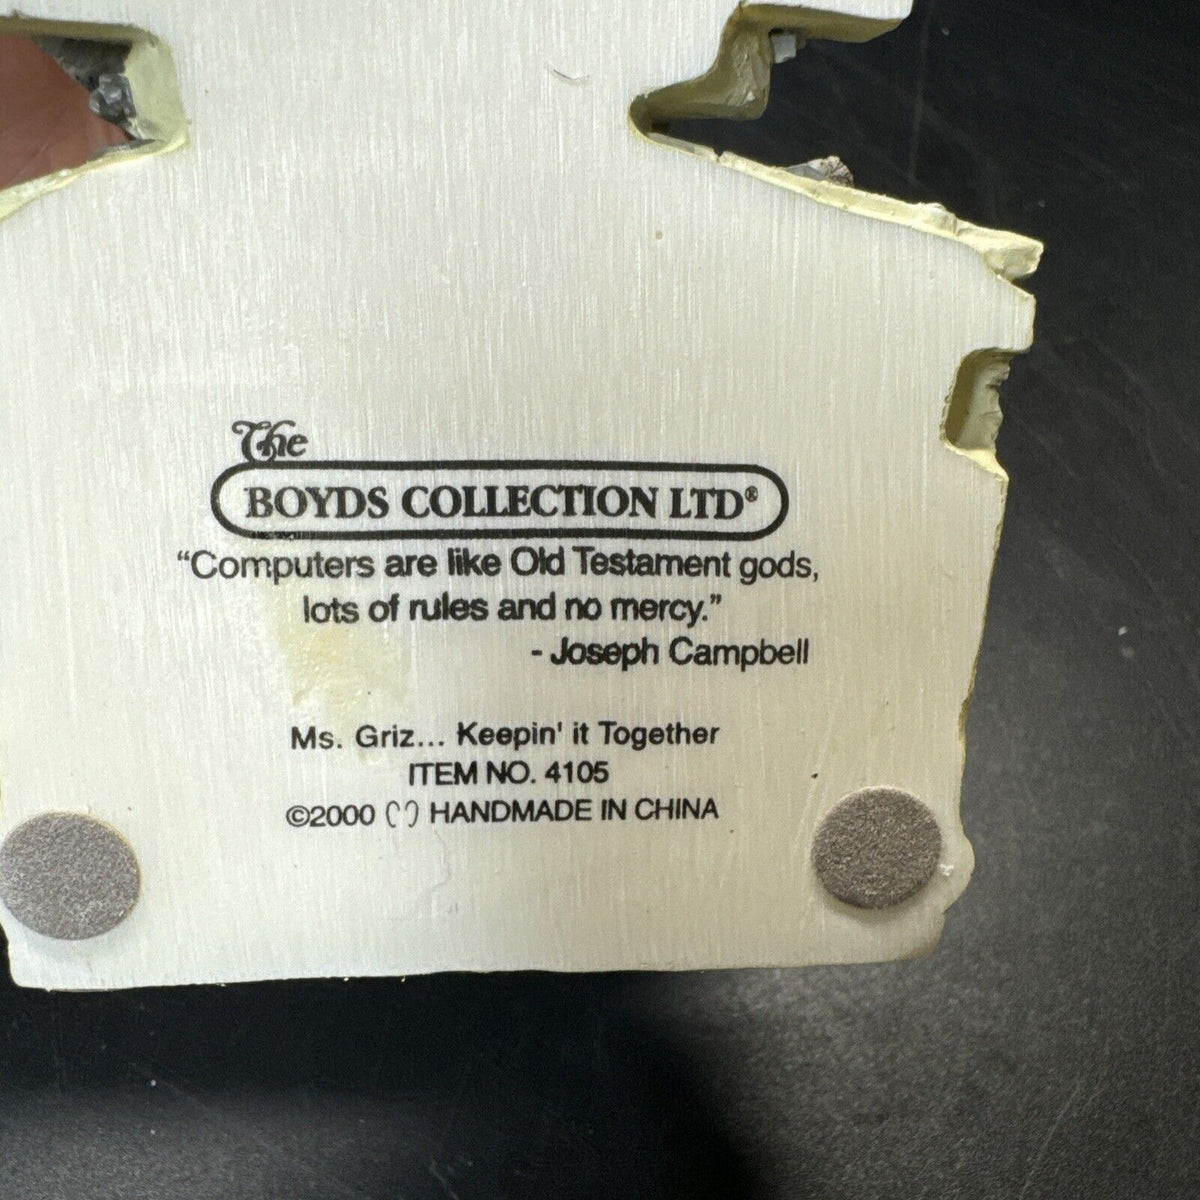 The
BOYDS COLLECTION LTD®
“Computers are like Old Testament gods,
lots of rules and no mercy.”
- Joseph Campbell
Ms. Griz... Keepin' it Together
ITEM NO. 4105
©2000 HANDMADE IN CHINA